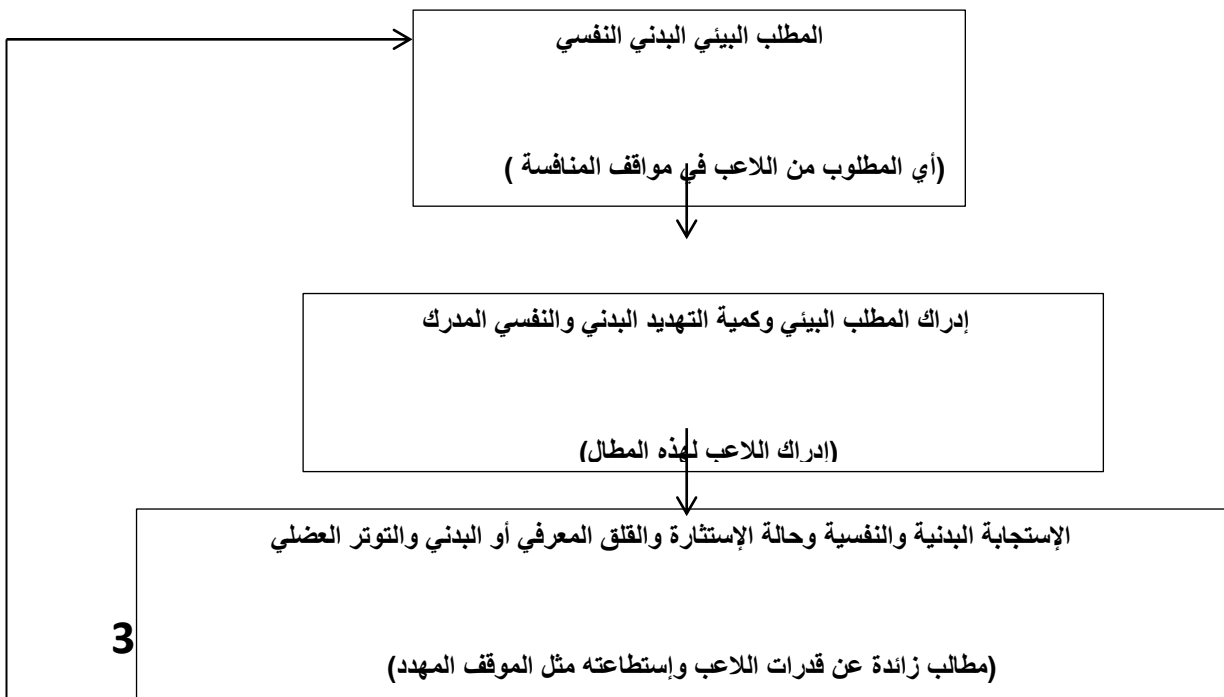 المطلب البيئي البدني النفسي
(أي المطلوب من اللاعب في مواقف المنافسة )
إدراك المطلب البيئي وكمية التهديد البدني والنفسي المدرك
(إدراك اللاعب لهذه المطال)
الإستجابة البدنية والنفسية وحالة الإستثارة والقلق المعرفي أو البدني والتوتر العضلي
3
(مطالب زائدة عن قدرات اللاعب وإستطاعته مثل الموقف المهدد)